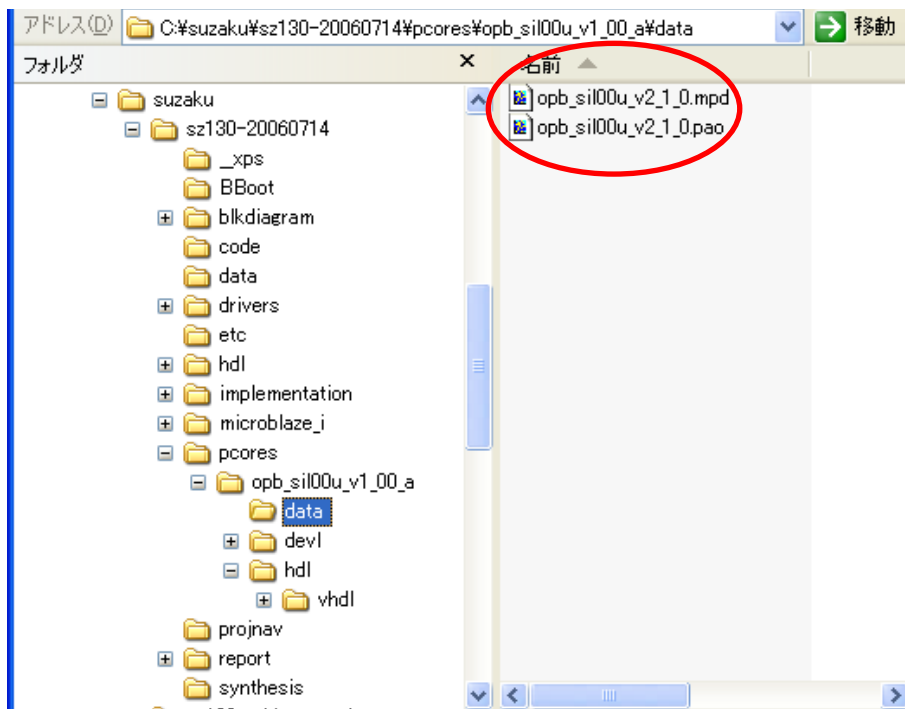 アドレス(D) C:¥suzaku¥sz130-20060714¥pcores¥opb_sil00u_v1_00_a¥data 移動
フォルダ × 名前
suzaku
sz130-20060714
_xps
BBoot
blkdiagram
code
data
drivers
etc
hdl
implementation
microblaze_i
pcores
opb_sil00u_v1_00_a
data
devl
hdl
vhdl
projnav
report
synthesis
opb_sil00u_v2_1_0.mpd
opb_sil00u_v2_1_0.pao